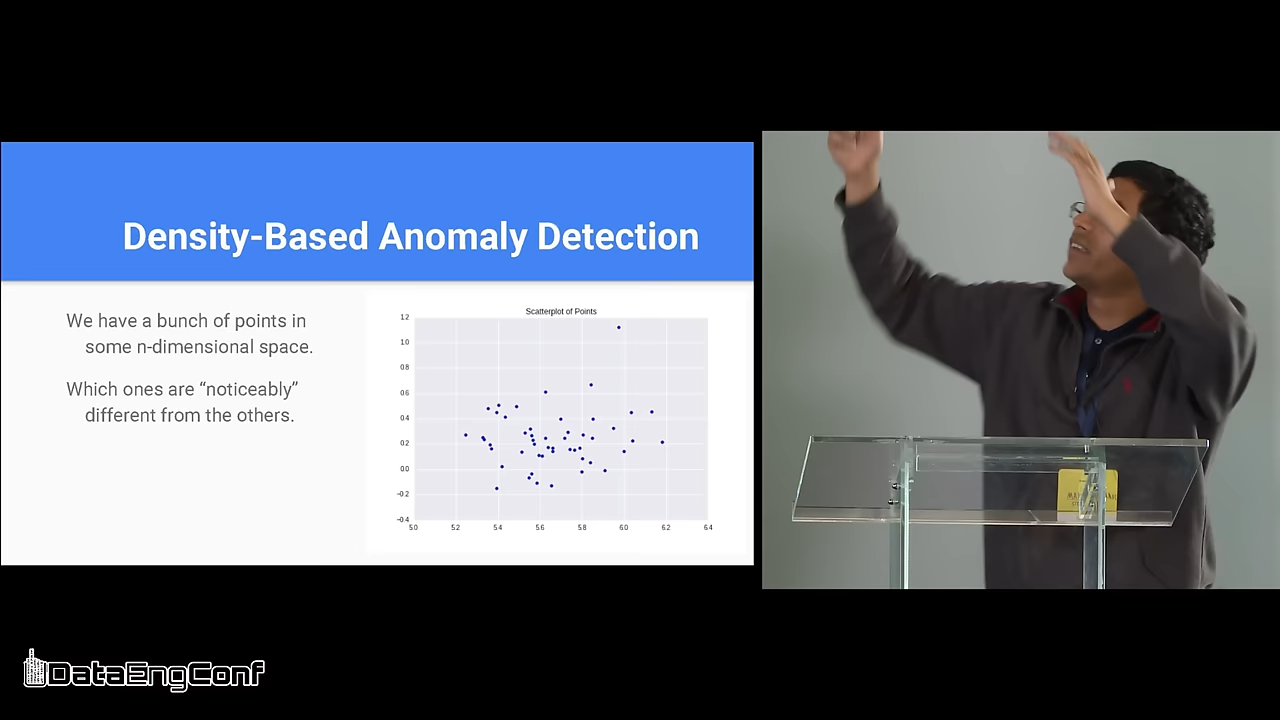 Density-Based Anomaly Detection
We have a bunch of points in
some n-dimensional space.
Which ones are “noticeably”
different from the others.
Scatterplot of Points
1.2
1.0
0.8
0.6
0.4
0.2
0.0
−0.2
−0.4
5.0 5.2 5.4 5.6 5.8 6.0 6.2 6.4
DataEngConf